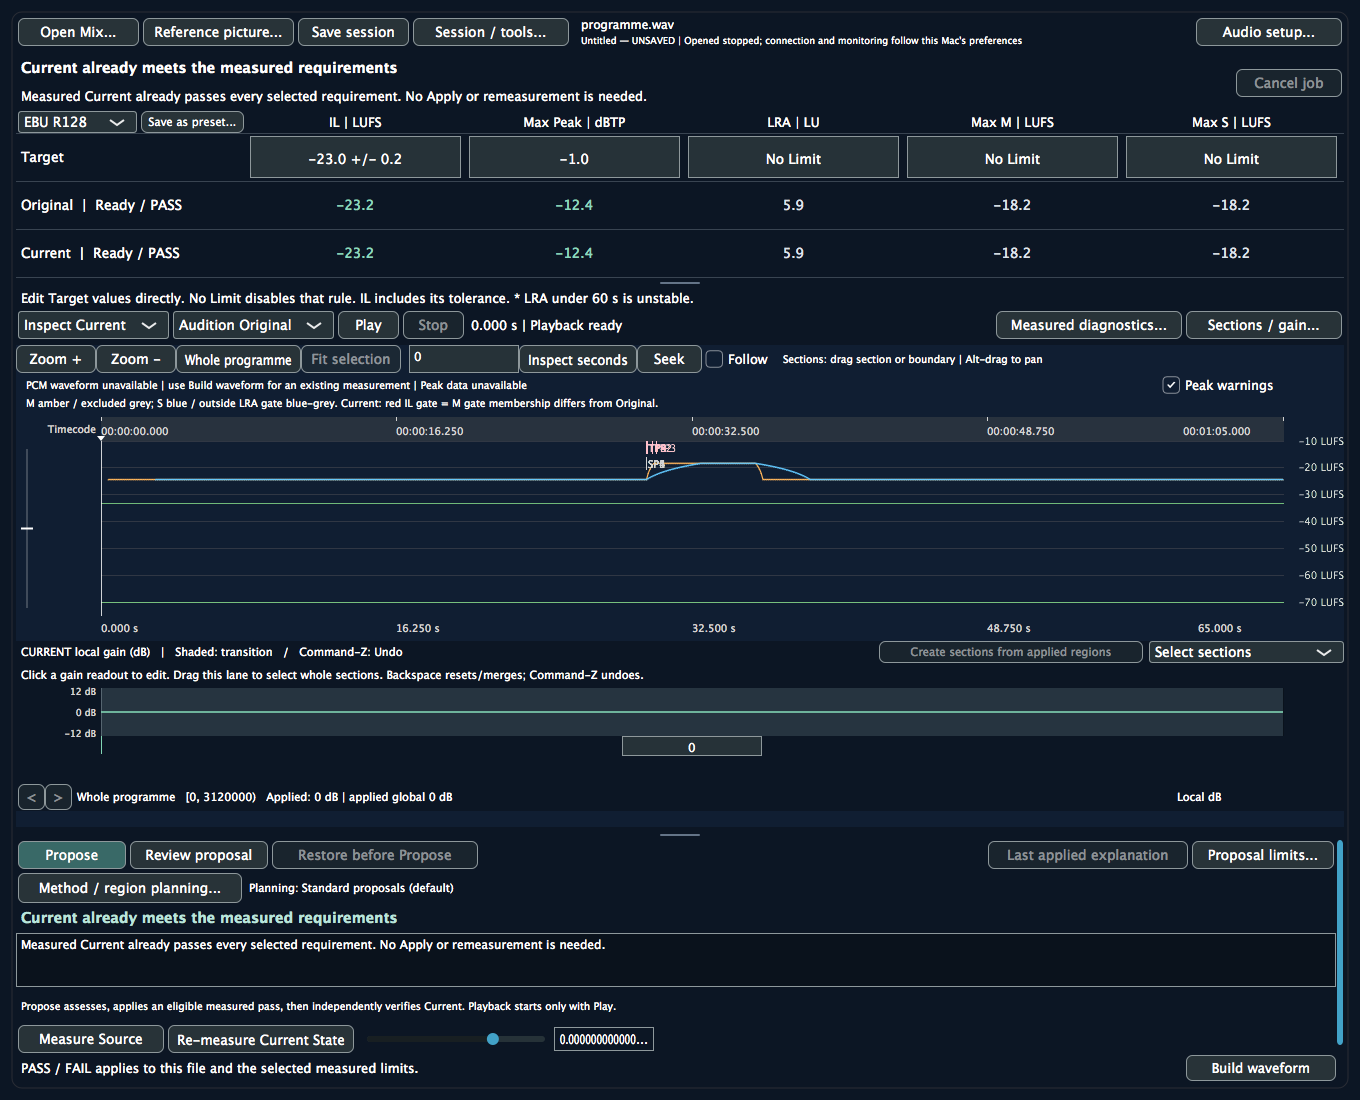 Open Mix... Reference picture... Save session Session / tools... programme.wav Audio setup...
Untitled — UNSAVED | Opened stopped; connection and monitoring follow this Mac's preferences
Current already meets the measured requirements
Cancel job
Measured Current already passes every selected requirement. No Apply or remeasurement is needed.
EBU R128 Save as preset... IL | LUFS Max Peak | dBTP LRA | LU Max M | LUFS Max S | LUFS
Target -23.0 +/- 0.2 -1.0 No Limit No Limit No Limit
Original | Ready / PASS -23.2 -12.4 5.9 -18.2 -18.2
Current | Ready / PASS -23.2 -12.4 5.9 -18.2 -18.2
Edit Target values directly. No Limit disables that rule. IL includes its tolerance. * LRA under 60 s is unstable.
Inspect Current Audition Original Play Stop 0.000 s | Playback ready Measured diagnostics... Sections / gain...
Zoom + Zoom - Whole programme Fit selection 0 Inspect seconds Seek Follow Sections: drag section or boundary | Alt-drag to pan
PCM waveform unavailable | use Build waveform for an existing measurement | Peak data unavailable Peak warnings
M amber / excluded grey; S blue / outside LRA gate blue-grey. Current: red IL gate = M gate membership differs from Original.
Timecode 00:00:00.000 00:00:16.250 00:00:32.500 00:00:48.750 00:01:05.000
-10 LUFS
-20 LUFS
-30 LUFS
-40 LUFS
-50 LUFS
-60 LUFS
-70 LUFS
0.000 s 16.250 s 32.500 s 48.750 s 65.000 s
CURRENT local gain (dB) | Shaded: transition / Command-Z: Undo Create sections from applied regions Select sections
Click a gain readout to edit. Drag this lane to select whole sections. Backspace resets/merges; Command-Z undoes.
12 dB
0 dB
-12 dB
0
< > Whole programme [0, 3120000) Applied: 0 dB | applied global 0 dB Local dB
Propose Review proposal Restore before Propose Last applied explanation Proposal limits...
Method / region planning... Planning: Standard proposals (default)
Current already meets the measured requirements
Measured Current already passes every selected requirement. No Apply or remeasurement is needed.
Propose assesses, applies an eligible measured pass, then independently verifies Current. Playback starts only with Play.
Measure Source Re-measure Current State 0.000000000000...
PASS / FAIL applies to this file and the selected measured limits. Build waveform